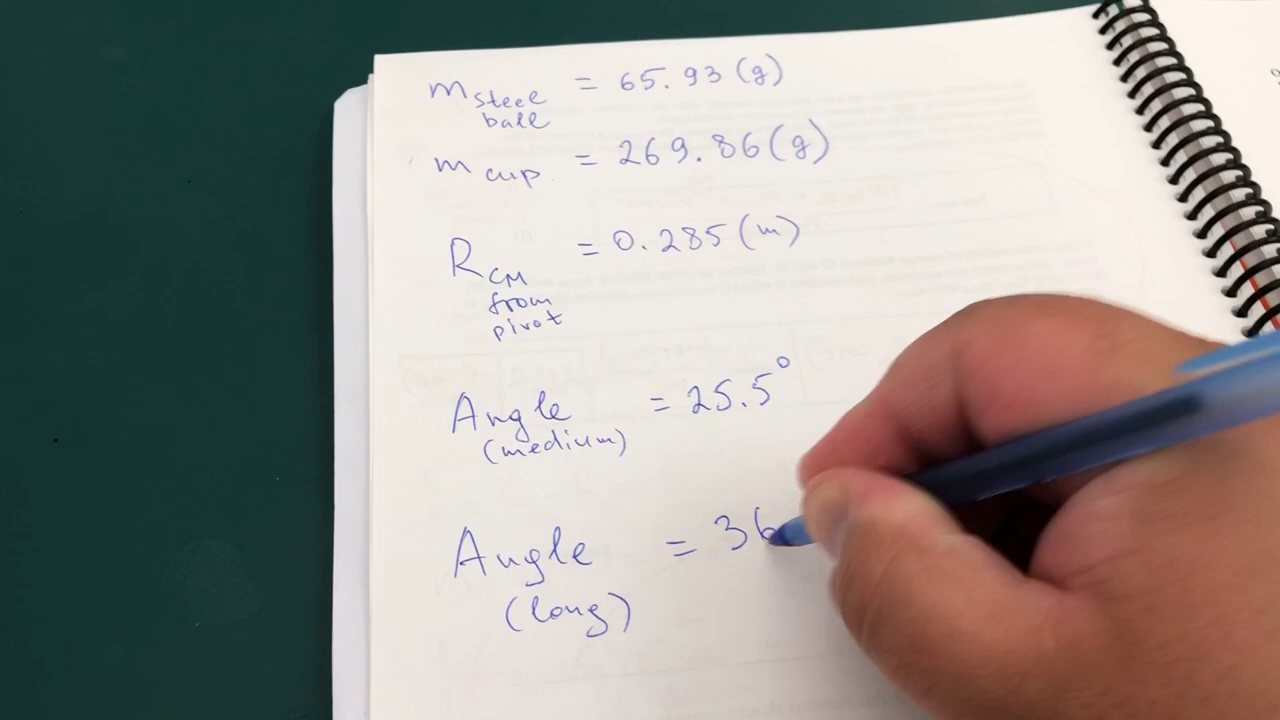 m steel ball = 65.93 (g)
m cup = 269.86 (g)
R CM from pivot = 0.285 (m)
Angle (medium) = 25.5°
Angle (long) = 36